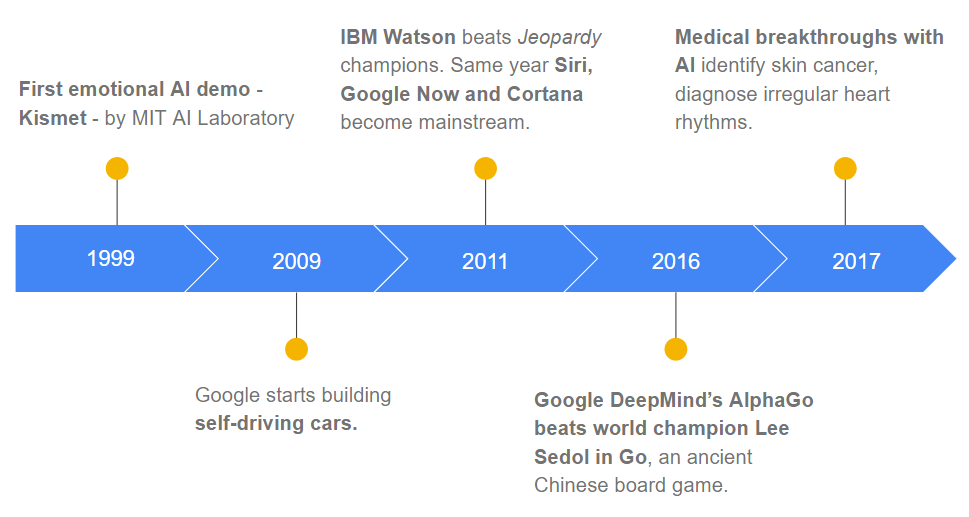 First emotional AI demo -
Kismet - by MIT AI Laboratory
IBM Watson beats Jeopardy
champions. Same year Siri,
Google Now and Cortana
become mainstream.
Medical breakthroughs with
AI identify skin cancer,
diagnose irregular heart
rhythms.
1999
2009
2011
2016
2017
Google starts building
self-driving cars.
Google DeepMind’s AlphaGo
beats world champion Lee
Sedol in Go, an ancient
Chinese board game.